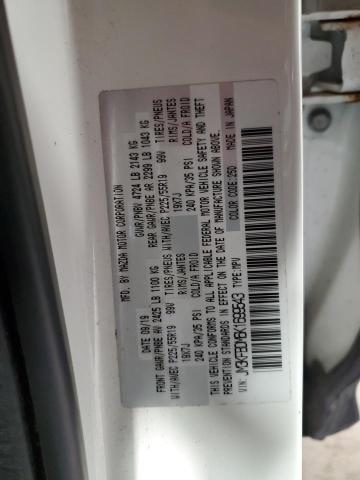 MFD. BY MAZDA MOTOR CORPORATION
DATE 09/19 GVWR/PNBV 4724 LB 2143 KG
FRONT GAWR/PNBE AV 2425 LB 1100 KG REAR GAWR/PNBE AR 2299 LB 1043 KG
WITH/AVEC P225/55R19 99V TIRES/PNEUS WITH/AVEC P225/55R19 99V TIRES/PNEUS
19X7J RIMS/JANTES 19X7J RIMS/JANTES
240 KPA/35 PSI COLD/A FROID 240 KPA/35 PSI COLD/A FROID
THIS VEHICLE CONFORMS TO ALL APPLICABLE FEDERAL MOTOR VEHICLE SAFETY AND THEFT
PREVENTION STANDARDS IN EFFECT ON THE DATE OF MANUFACTURE SHOWN ABOVE.
MADE IN JAPAN
VIN: TYPE:MPV COLOR CODE:25D